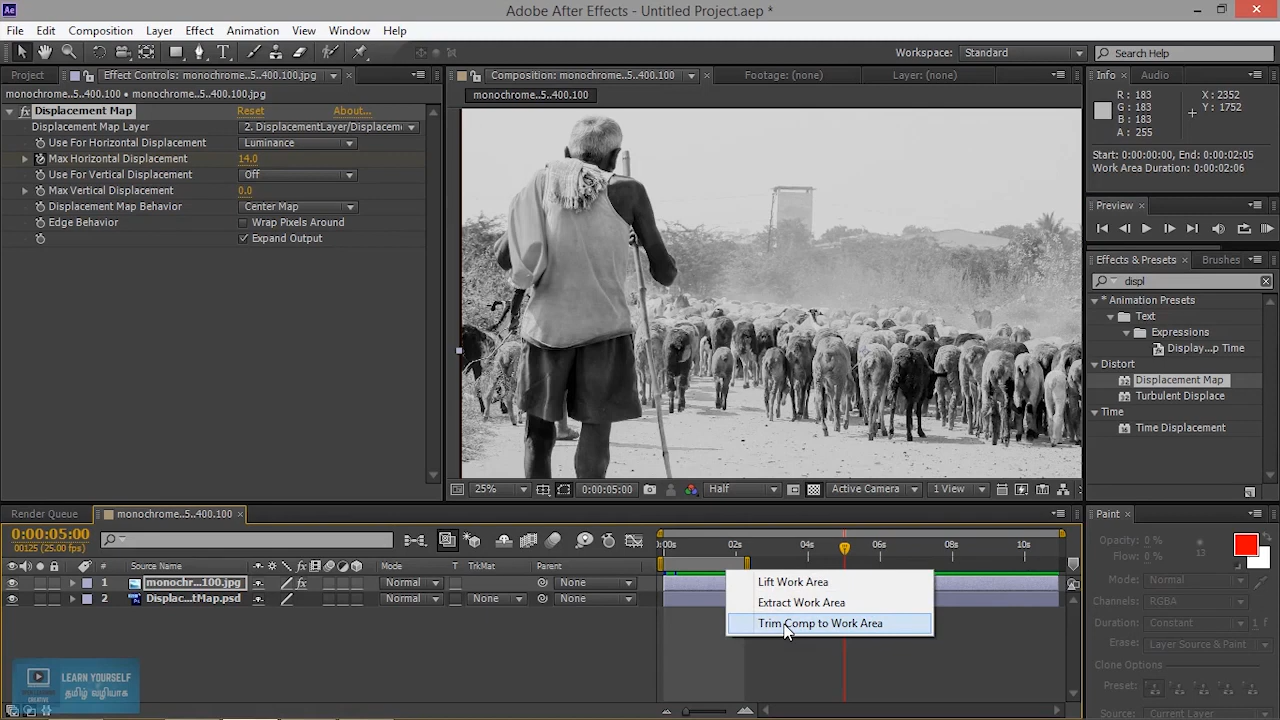 Ae
Adobe After Effects - Untitled Project.aep *
File Edit Composition Layer Effect Animation View Window Help
Workspace: Standard
Search Help
Project Effect Controls: monochrome...5..400.100.jpg
monochrome..5..400.100 • monochrome..5..400.100.jpg
fx Displacement Map Reset About...
Displacement Map Layer 2. DisplacementLayer/Displacem
Use For Horizontal Displacement Luminance
Max Horizontal Displacement 14.0
Use For Vertical Displacement Off
Max Vertical Displacement 0.0
Displacement Map Behavior Center Map
Edge Behavior Wrap Pixels Around
Expand Output
Composition: monochrome...5..400.100 Footage: (none) Layer: (none)
monochrome..5..400.100
25% 0:00:05:00 Half Active Camera 1 View
Info Audio
R : 183
G : 183
B : 183
A : 255
X : 2352
Y : 1752
Start: 0:00:00:00, End: 0:00:02:05
Work Area Duration: 0:00:02:06
Preview
Effects & Presets Brushes
displ
* Animation Presets
Text
Expressions
Display...p Time
Distort
Displacement Map
Turbulent Displace
Time
Time Displacement
Render Queue monochrome..5..400.100
0:00:05:00
00125 (25.00 fps)
:00s 02s 04s 06s 08s 10s
# Source Name Mode T TrkMat Parent
1 monochr...100.jpg fx Normal None
2 Displac...tMap.psd Normal None None
Lift Work Area
Extract Work Area
Trim Comp to Work Area
Paint
Opacity: 0 %
Flow: 0 %
13
Mode: Normal
Channels: RGBA
Duration: Constant 1 f
Erase: Layer Source & Paint
Clone Options
Preset:
Source: Current Layer
LEARN YOURSELF
தமிழ் வழியாக
CREATIVE